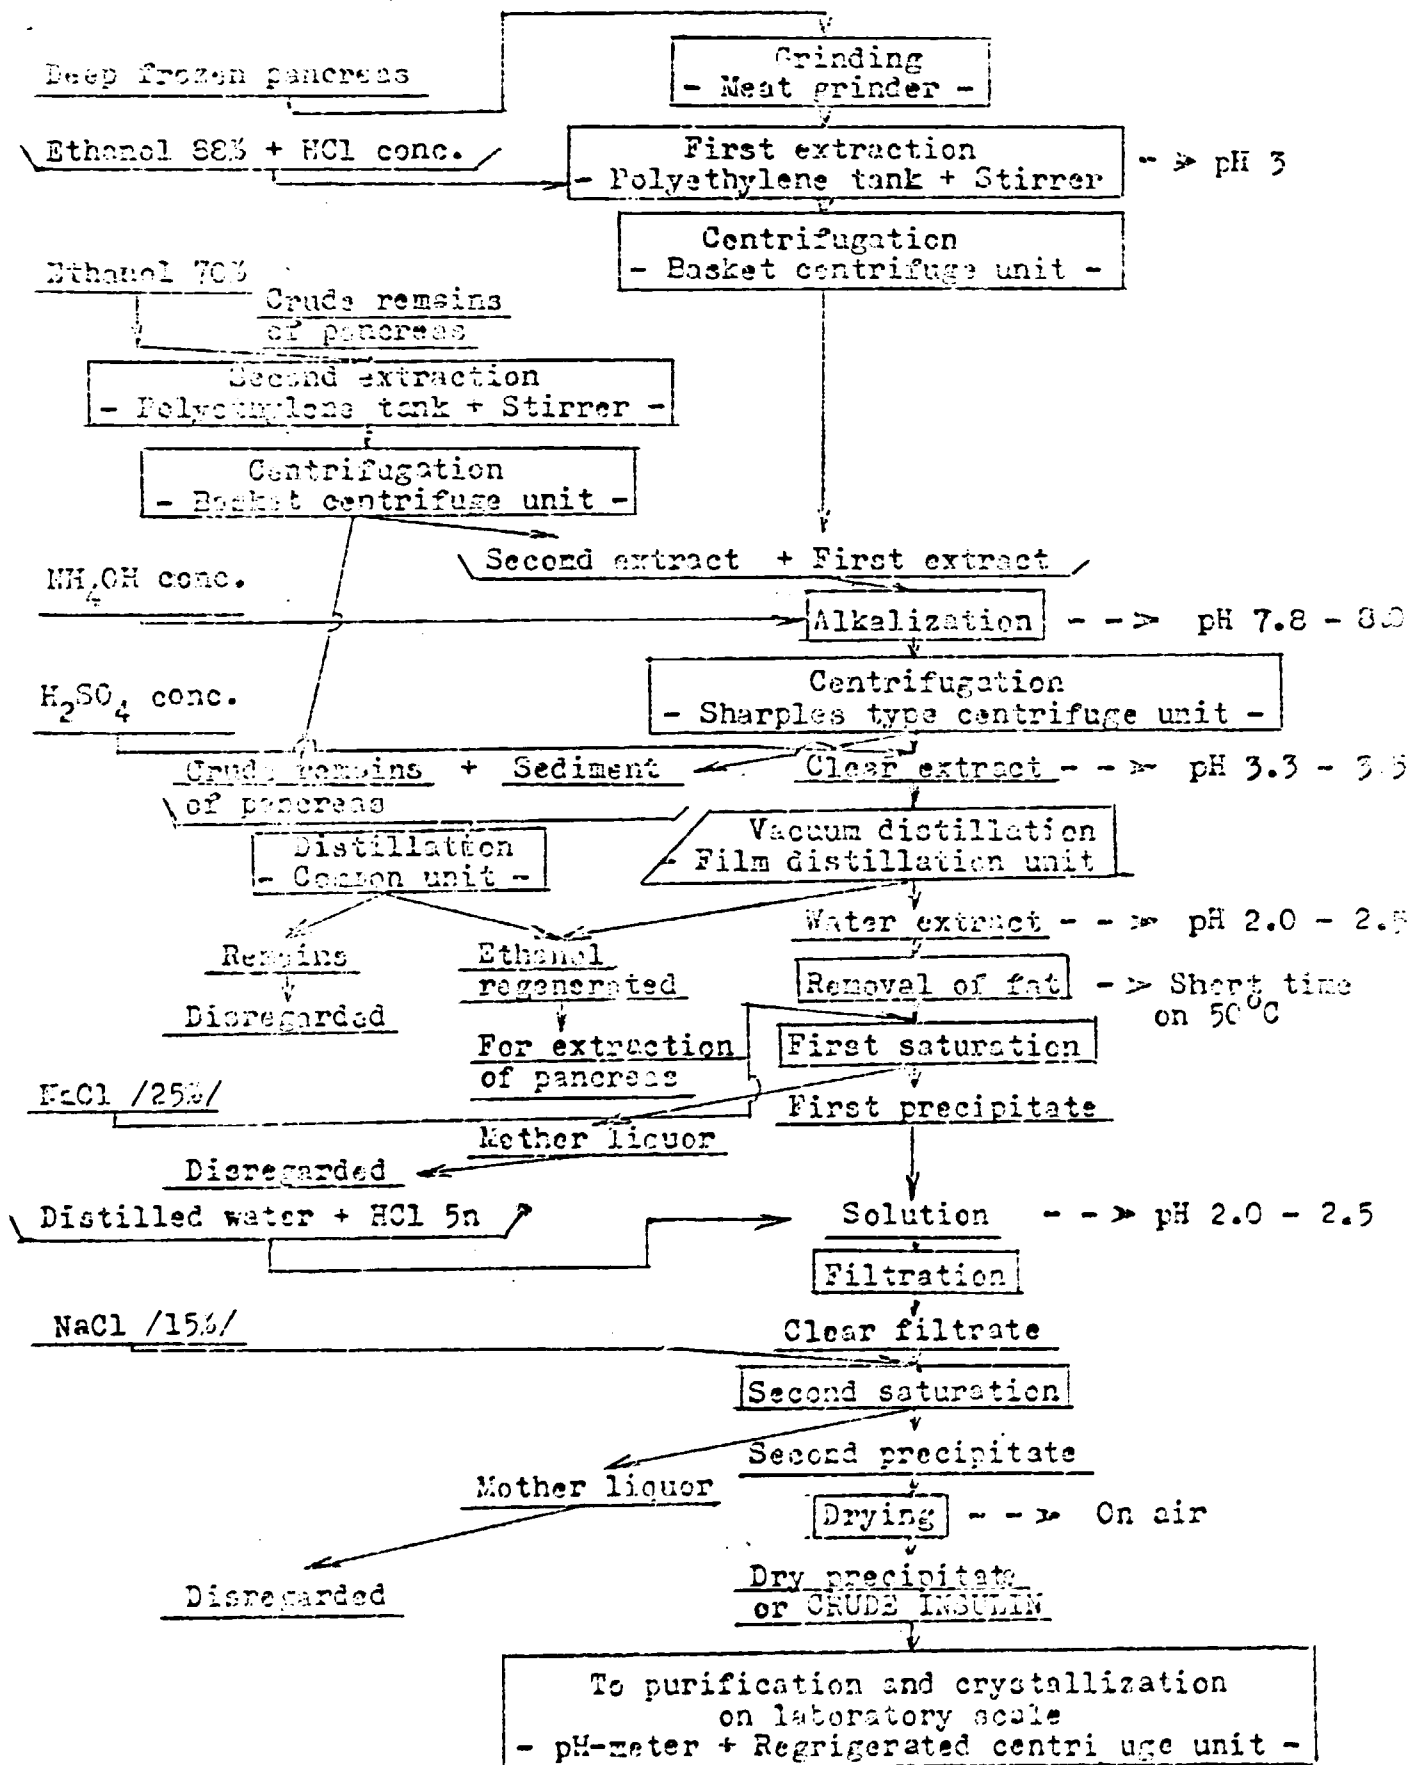 Grinding
Deep frozen pancreas
- Meat grinder -
Ethanol 88% + HCl conc.
First extraction
- Polyethylene tank + Stirrer
- -> pH 3
Centrifugation
- Basket centrifuge unit -
Ethanol 70%
Crude remains
of pancreas
Second extraction
- Polyethylene tank + Stirrer -
Centrifugation
- Basket centrifuge unit -
Second extract + First extract
NH4OH conc.
Alkalization - - -> pH 7.8 - 8.0
Centrifugation
- Sharples type centrifuge unit -
H2SO4 conc.
Crude remains + Sediment
of pancreas
Clear extract - - -> pH 3.3 - 3.5
Vacuum distillation
- Film distillation unit
Distillation
- Common unit -
Water extract - - -> pH 2.0 - 2.5
Remains
Ethanol
regenerated
Removal of fat - -> Short time
on 50°C
Disregarded
For extraction
of pancreas
First saturation
NaCl /25%/
First precipitate
Mother liquor
Disregarded
Distilled water + HCl 5n
Solution - - -> pH 2.0 - 2.5
Filtration
NaCl /15%/
Clear filtrate
Second saturation
Second precipitate
Mother liquor
Drying - - -> On air
Disregarded
Dry precipitate
or CRUDE INSULIN
To purification and crystallization
on laboratory scale
- pH-meter + Regrigerated centri uge unit -